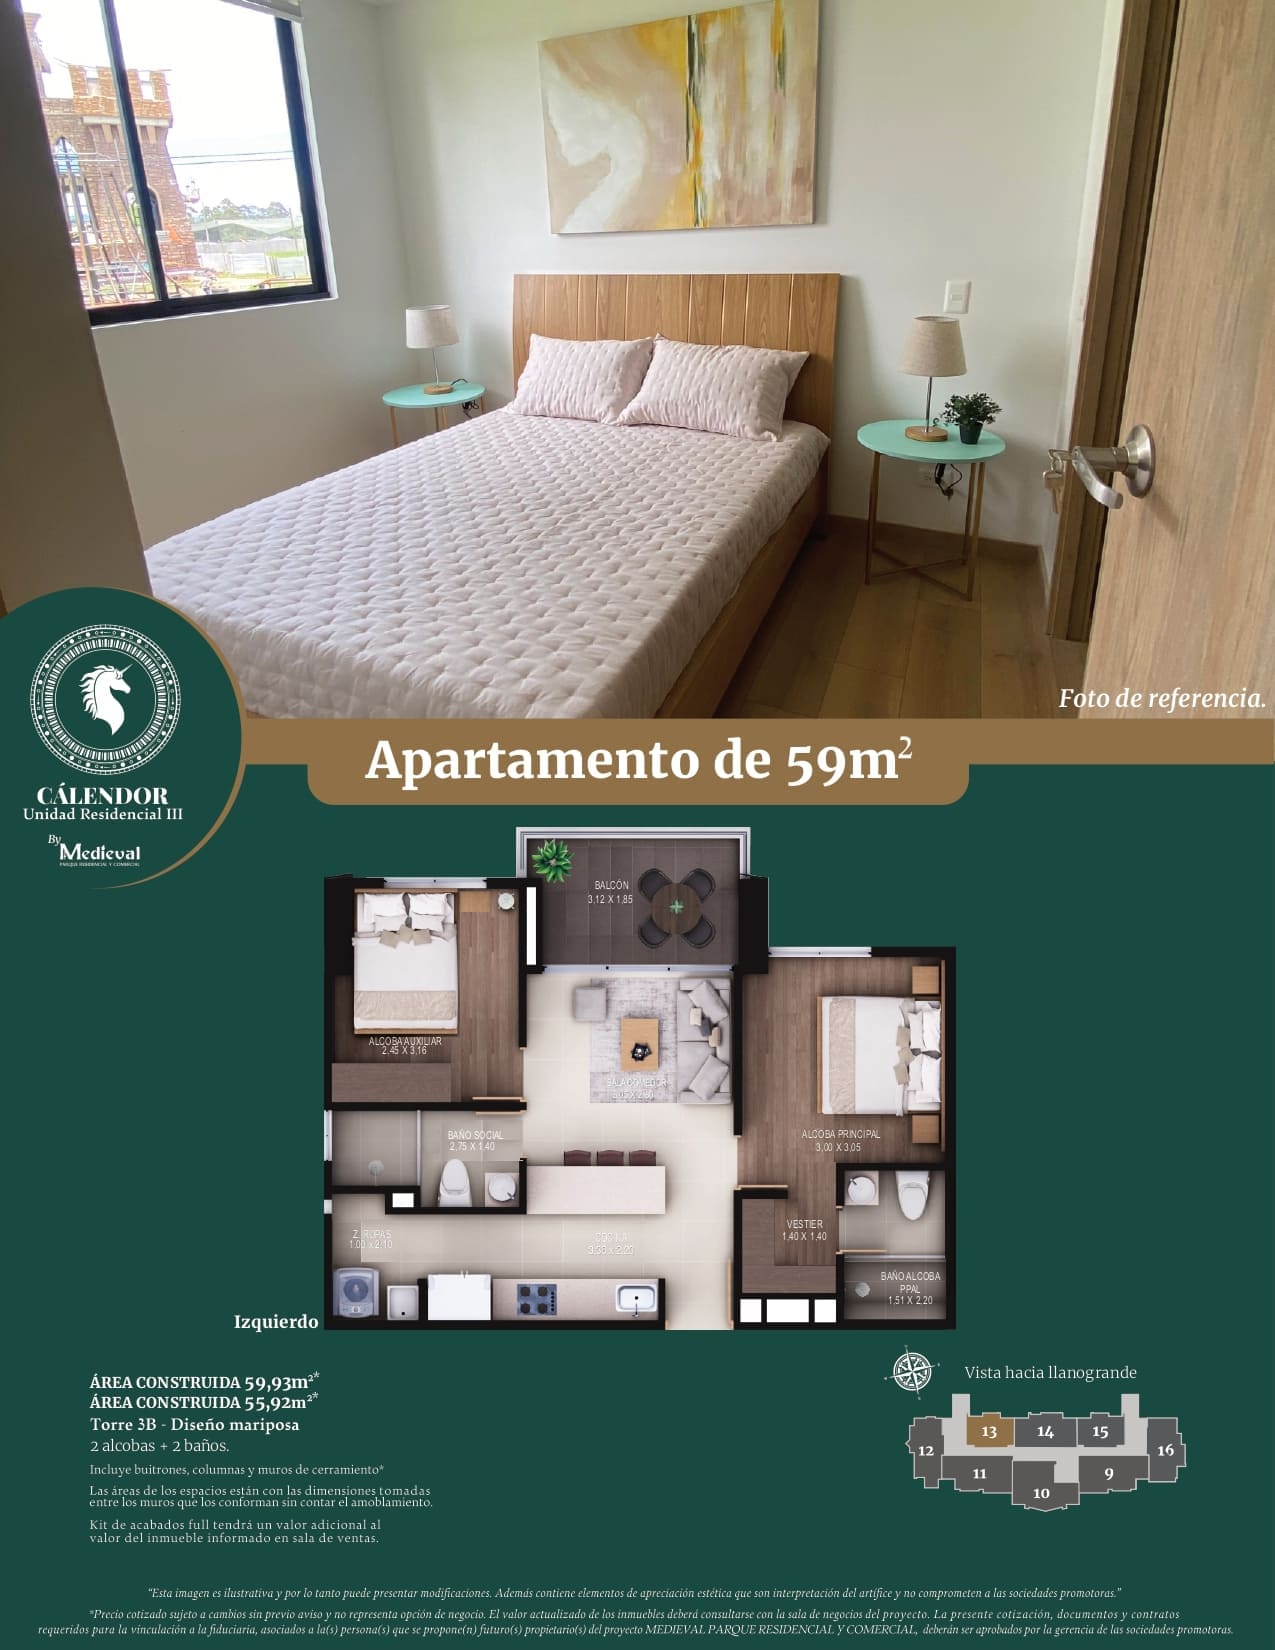 Foto de referencia.
Apartamento de 59m²
CÁLENDOR
Unidad Residencial III
By
Medieval
PARQUE RESIDENCIAL Y COMERCIAL
BALCÓN
3,12 X 1,85
ALCOBA AUXILIAR
2,45 X 3,16
SALA COMEDOR
BAÑO SOCIAL
2,75 X 1,40
ALCOBA PRINCIPAL
3,00 X 3,05
Z. ROPAS
1,00 x 2,10
COCINA
VESTIER
1,40 X 1,40
BAÑO ALCOBA
PPAL
1,51 X 2,20
Izquierdo
ÁREA CONSTRUIDA 59,93m²*
ÁREA CONSTRUIDA 55,92m²*
Torre 3B - Diseño mariposa
2 alcobas + 2 baños.
Incluye buitrones, columnas y muros de cerramiento*
Las áreas de los espacios están con las dimensiones tomadas
entre los muros que los conforman sin contar el amoblamiento.
Kit de acabados full tendrá un valor adicional al
valor del inmueble informado en sala de ventas.
Vista hacia llanogrande
13 14 15
12 16
11 9
10
“Esta imagen es ilustrativa y por lo tanto puede presentar modificaciones. Además contiene elementos de apreciación estética que son interpretación del artífice y no comprometen a las sociedades promotoras.”
*Precio cotizado sujeto a cambios sin previo aviso y no representa opción de negocio. El valor actualizado de los inmuebles deberá consultarse con la sala de negocios del proyecto. La presente cotización, documentos y contratos
requeridos para la vinculación a la fiduciaria, asociados a la(s) persona(s) que se propone(n) futuro(s) propietario(s) del proyecto MEDIEVAL PARQUE RESIDENCIAL Y COMERCIAL, deberán ser aprobados por la gerencia de las sociedades promotoras.